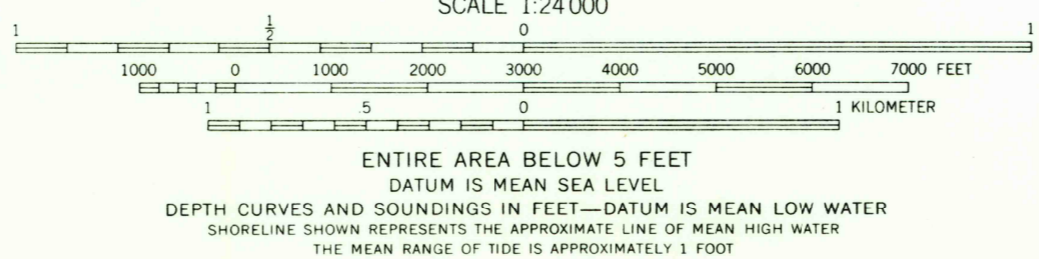 SCALE 1:24000
1 1/2 0 1
1000 0 1000 2000 3000 4000 5000 6000 7000 FEET
1 .5 0 1 KILOMETER
ENTIRE AREA BELOW 5 FEET
DATUM IS MEAN SEA LEVEL
DEPTH CURVES AND SOUNDINGS IN FEET—DATUM IS MEAN LOW WATER
SHORELINE SHOWN REPRESENTS THE APPROXIMATE LINE OF MEAN HIGH WATER
THE MEAN RANGE OF TIDE IS APPROXIMATELY 1 FOOT